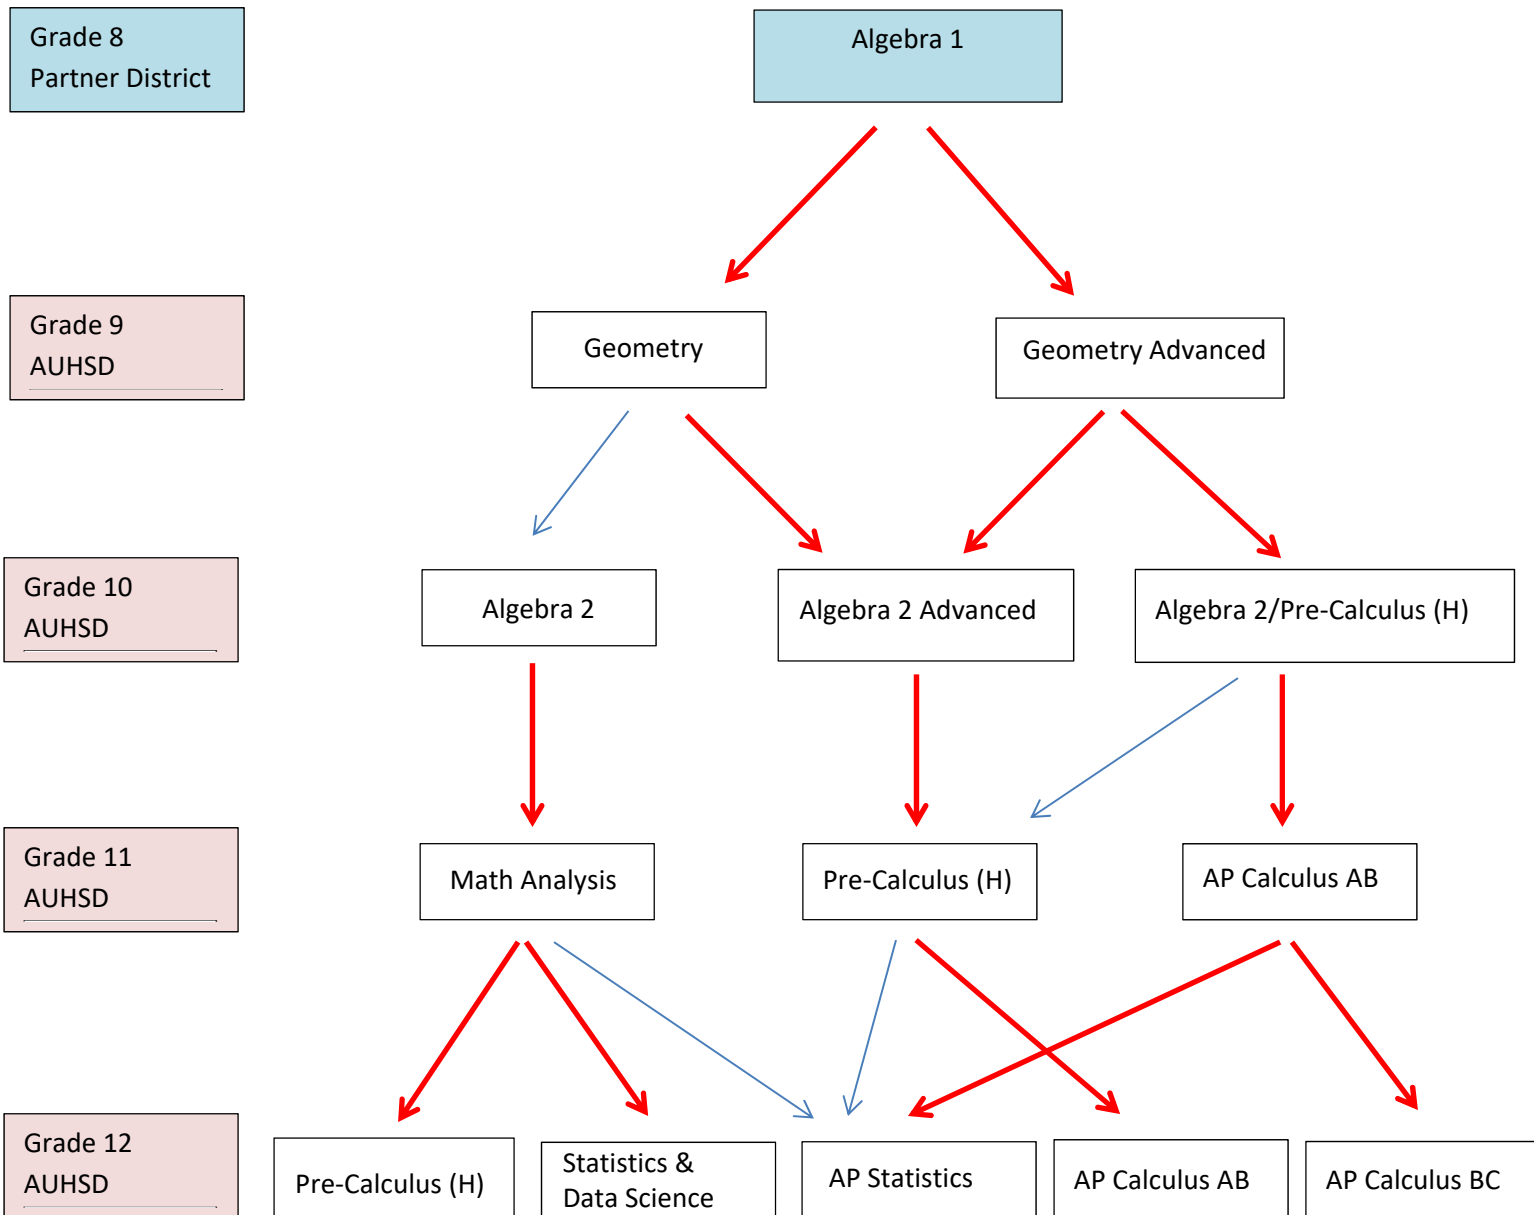 Grade 8
Partner District
Algebra 1
Grade 9
AUHSD
Geometry
Geometry Advanced
Grade 10
AUHSD
Algebra 2
Algebra 2 Advanced
Algebra 2/Pre-Calculus (H)
Grade 11
AUHSD
Math Analysis
Pre-Calculus (H)
AP Calculus AB
Grade 12
AUHSD
Pre-Calculus (H)
Statistics &
Data Science
AP Statistics
AP Calculus AB
AP Calculus BC